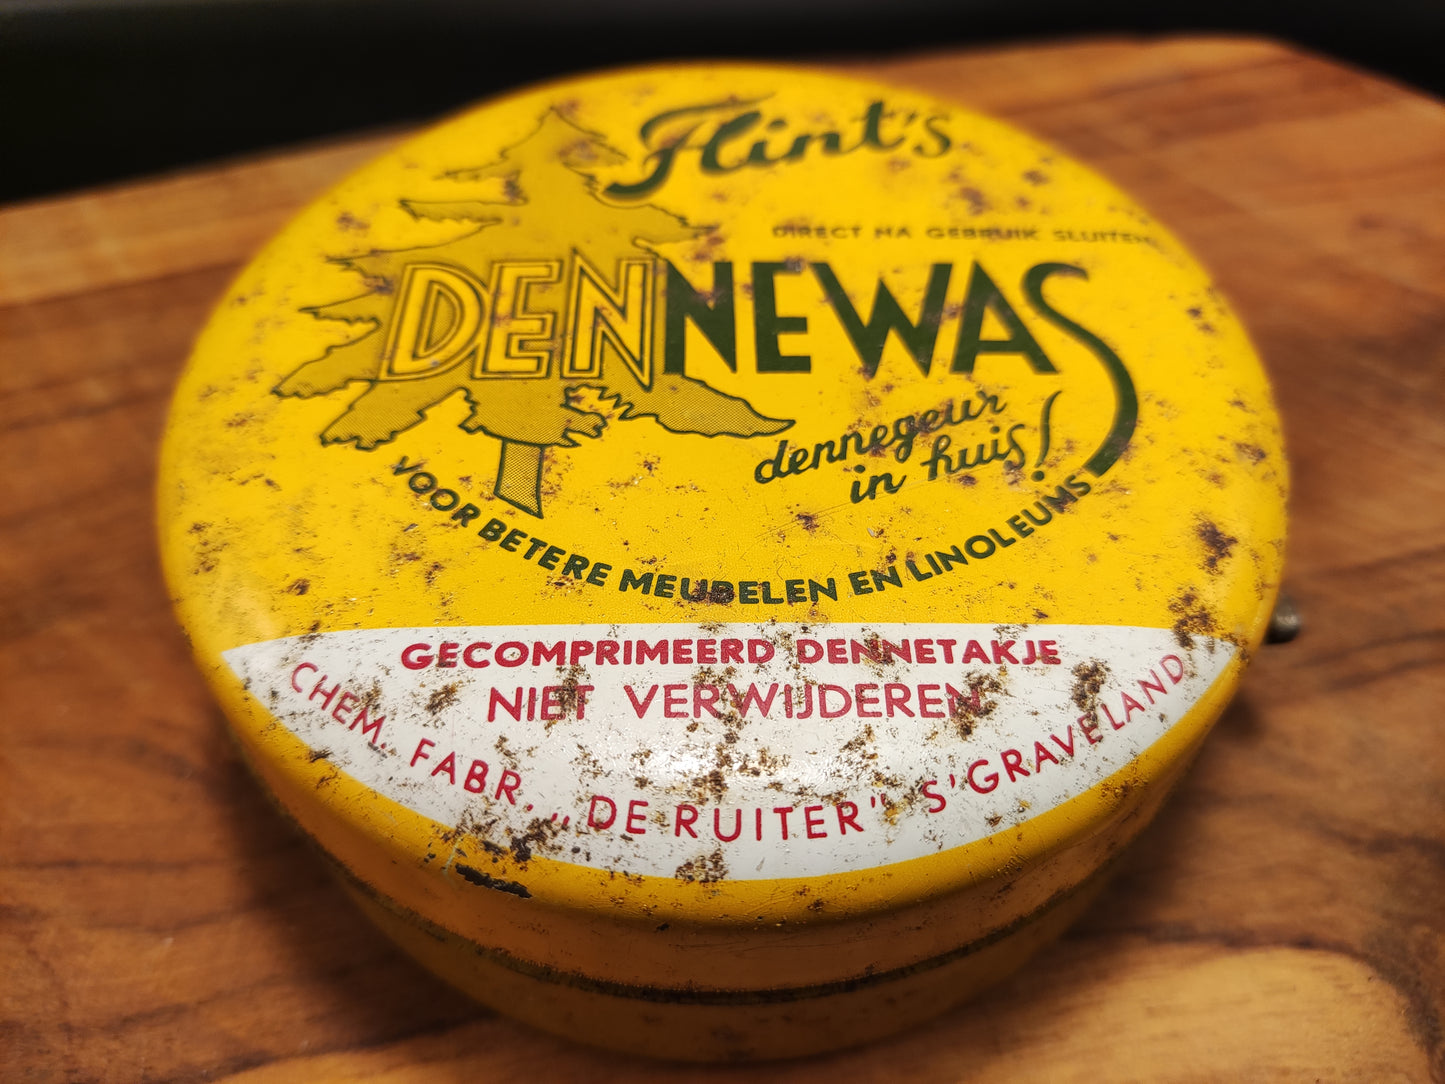 Flint's
DIRECT NA GEBRUIK SLUITEN
DENNEWAS
dennegeur
in huis!
VOOR BETERE MEUBELEN EN LINOLEUMS
GECOMPRIMEERD DENNETAKJE
NIET VERWIJDEREN
CHEM. FABR. „DE RUITER" S'GRAVELAND